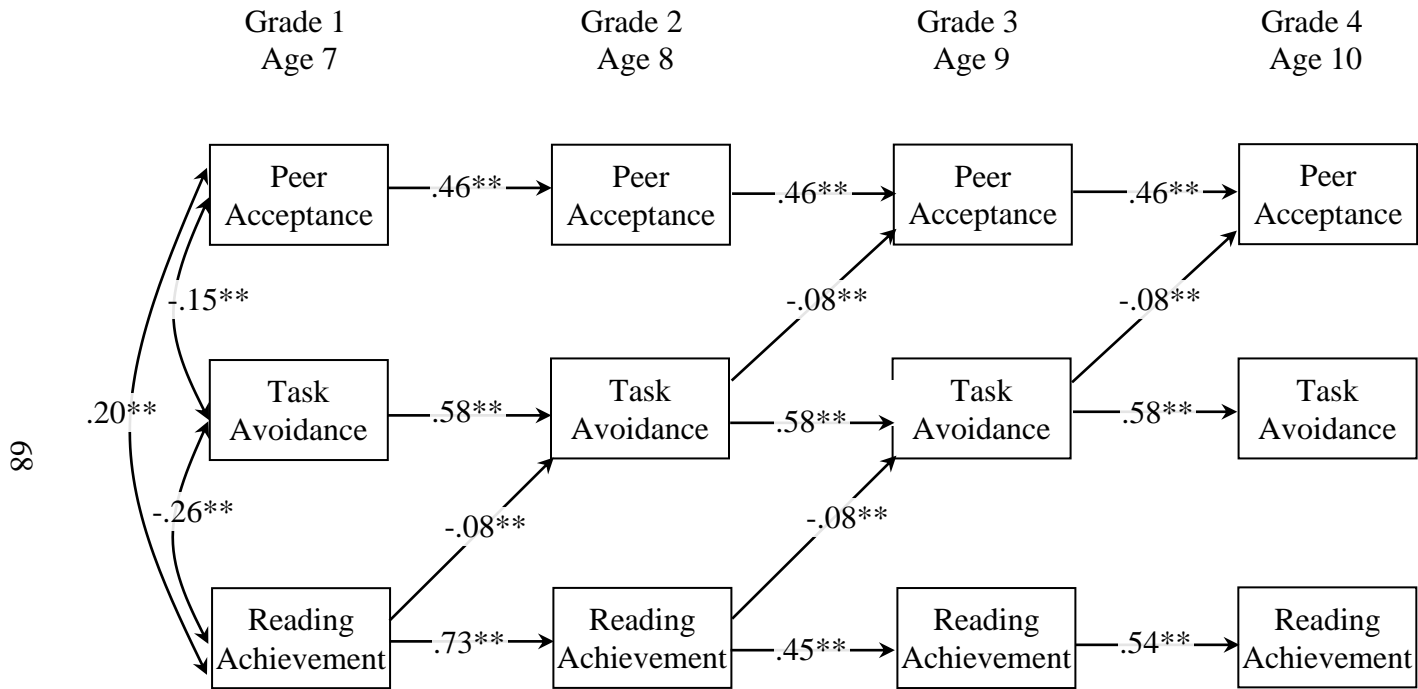 Grade 1 Grade 2 Grade 3 Grade 4
Age 7 Age 8 Age 9 Age 10
Peer Peer Peer Peer
Acceptance .46** Acceptance .46** Acceptance .46** Acceptance
-.15** -.08** -.08**
Task Task Task Task
.20** Avoidance .58** Avoidance .58** Avoidance .58** Avoidance
68
-.26** -.08** -.08**
Reading Reading Reading Reading
Achievement .73** Achievement .45** Achievement .54** Achievement